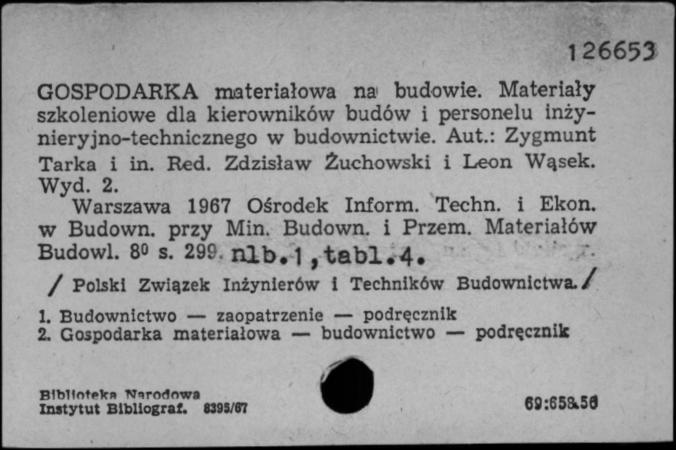 126653
GOSPODARKA materiałowa na budowie. Materiały
szkoleniowe dla kierowników budów i personelu inży-
nieryjno-technicznego w budownictwie. Aut.: Zygmunt
Tarka i in. Red. Zdzisław Żuchowski i Leon Wąsek.
Wyd. 2.
Warszawa 1967 Ośrodek Inform. Techn. i Ekon.
w Budown. przy Min. Budown. i Przem. Materiałów
Budowl. 8⁰ s. 299. nlb.1,tabl.4.
/ Polski Związek Inżynierów i Techników Budownictwa./
1. Budownictwo — zaopatrzenie — podręcznik
2. Gospodarka materiałowa — budownictwo — podręcznik
Biblioteka Narodowa
Instytut Bibliograf. 8395/67
69:658.56